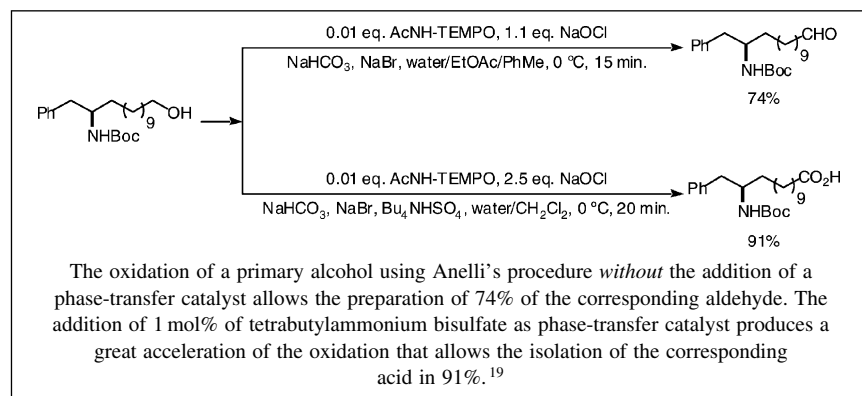 0.01 eq. AcNH-TEMPO, 1.1 eq. NaOCl
NaHCO3, NaBr, water/EtOAc/PhMe, 0 ºC, 15 min.
Ph
NHBoc
9
CHO
74%
Ph
NHBoc
9
OH
0.01 eq. AcNH-TEMPO, 2.5 eq. NaOCl
NaHCO3, NaBr, Bu4NHSO4, water/CH2Cl2, 0 ºC, 20 min.
Ph
NHBoc
9
CO2H
91%
The oxidation of a primary alcohol using Anelli's procedure without the addition of a
phase-transfer catalyst allows the preparation of 74% of the corresponding aldehyde. The
addition of 1 mol% of tetrabutylammonium bisulfate as phase-transfer catalyst produces a
great acceleration of the oxidation that allows the isolation of the corresponding
acid in 91%.19